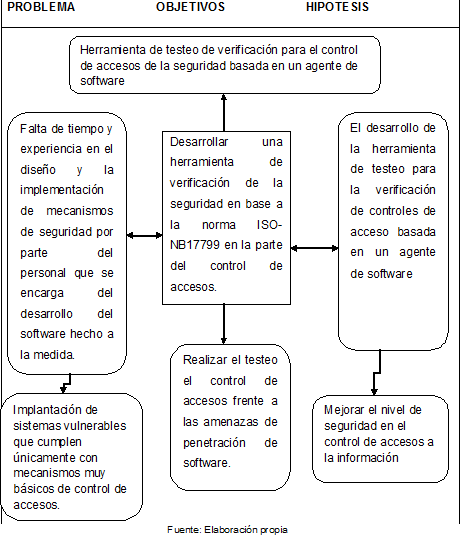 PROBLEMA OBJETIVOS HIPOTESIS
Herramienta de testeo de verificación para el control
de accesos de la seguridad basada en un agente de
software
Falta de tiempo y
experiencia en el
diseño y la
implementación
de mecanismos
de seguridad por
parte del
personal que se
encarga del
desarrollo del
software hecho a
la medida.
Desarrollar una
herramienta de
verificación de la
seguridad en base a
la norma ISO-
NB17799 en la parte
del control de
accesos.
El desarrollo de
la herramienta
de testeo para
la verificación
de controles de
acceso basada
en un agente
de software
Implantación de
sistemas vulnerables
que cumplen
únicamente con
mecanismos muy
básicos de control de
accesos.
Realizar el testeo
el control de
accesos frente a
las amenazas de
penetración de
software.
Mejorar el nivel de
seguridad en el
control de accesos a
la información
Fuente: Elaboración propia